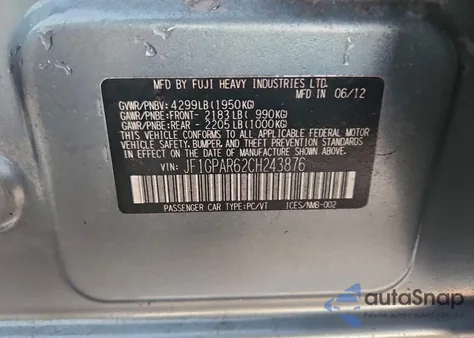 MFD BY FUJI HEAVY INDUSTRIES LTD.
MFD IN 06/12
GVWR/PNBV: 4299LB(1950KG)
GAWR/PNBE:FRONT- 2183LB( 990KG)
GAWR/PNBE:REAR - 2205LB(1000KG)
THIS VEHICLE CONFORMS TO ALL APPLICABLE
FEDERAL MOTOR VEHICLE
SAFETY,BUMPER, AND THEFT PREVENTION
STANDARDS IN EFFECT ON THE DATE OF
MANUFACTURE SHOWN ABOVE.
VIN: JF1GPAR62CH243876
PASSENGER CAR TYPE:PC/VT ICES/NMB-002
autoSnap
POWERED BY